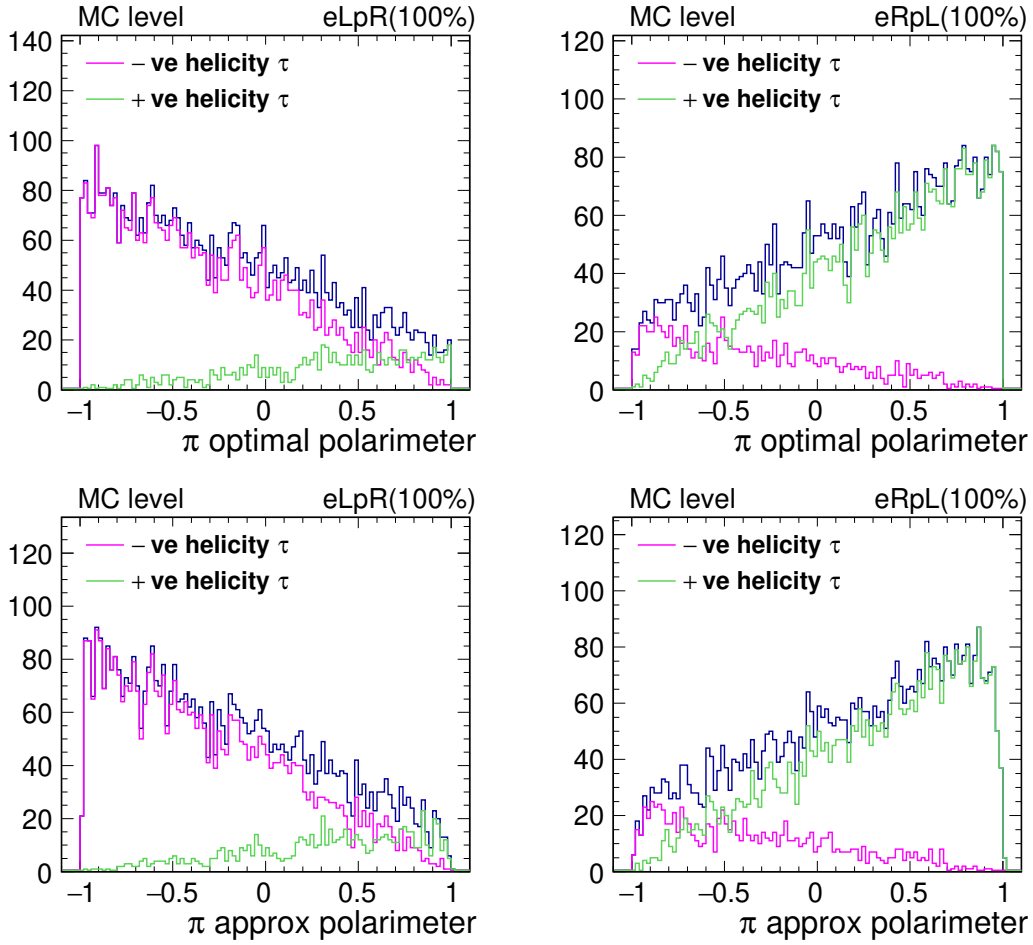 MC level eLpR(100%)
140
120
100
80
60
40
20
0
− ve helicity τ
+ ve helicity τ
−1 −0.5 0 0.5 1
π optimal polarimeter
MC level eRpL(100%)
120
100
80
60
40
20
0
− ve helicity τ
+ ve helicity τ
−1 −0.5 0 0.5 1
π optimal polarimeter
MC level eLpR(100%)
120
100
80
60
40
20
0
− ve helicity τ
+ ve helicity τ
−1 −0.5 0 0.5 1
π approx polarimeter
MC level eRpL(100%)
120
100
80
60
40
20
0
− ve helicity τ
+ ve helicity τ
−1 −0.5 0 0.5 1
π approx polarimeter